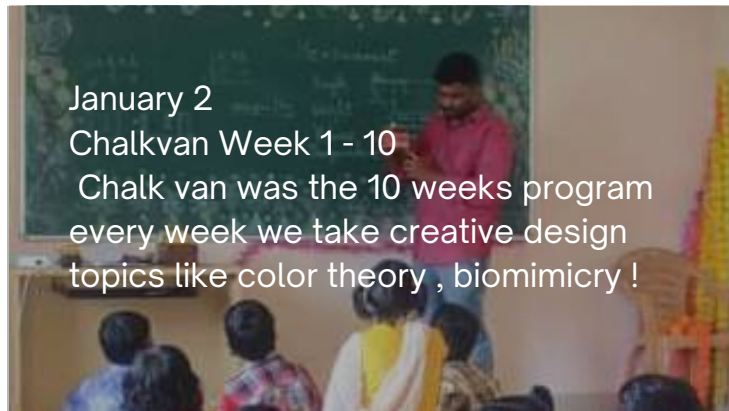 January 2
Chalkvan Week 1 - 10
Chalk van was the 10 weeks program
every week we take creative design
topics like color theory , biomimicry !